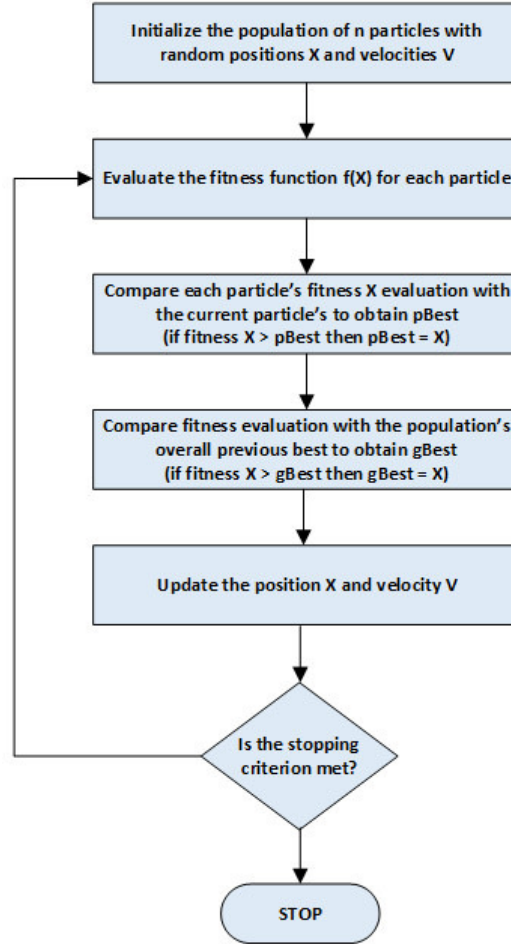 Initialize the population of n particles with
random positions X and velocities V
Evaluate the fitness function f(X) for each particle
Compare each particle's fitness X evaluation with
the current particle's to obtain pBest
(if fitness X > pBest then pBest = X)
Compare fitness evaluation with the population's
overall previous best to obtain gBest
(if fitness X > gBest then gBest = X)
Update the position X and velocity V
Is the stopping
criterion met?
STOP